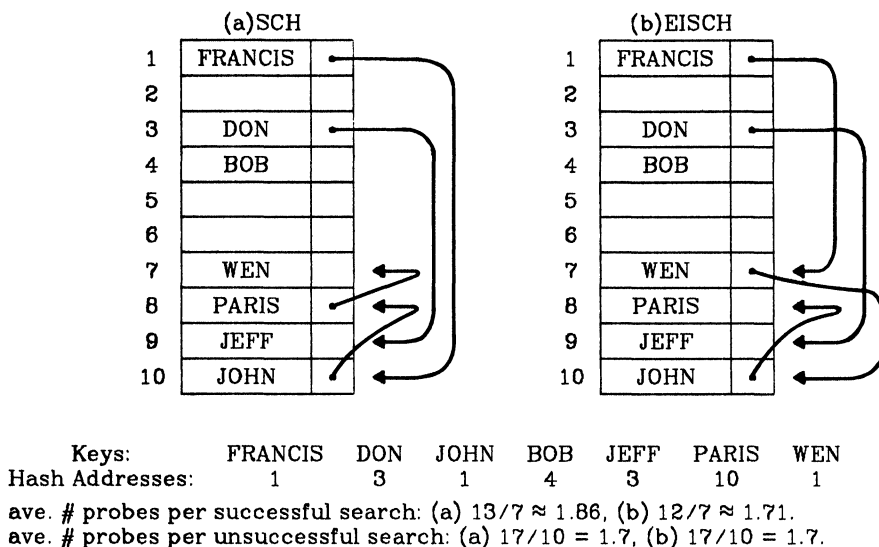 (a)SCH (b)EISCH
1 FRANCIS 1 FRANCIS
2 2
3 DON 3 DON
4 BOB 4 BOB
5 5
6 6
7 WEN 7 WEN
8 PARIS 8 PARIS
9 JEFF 9 JEFF
10 JOHN 10 JOHN
Keys: FRANCIS DON JOHN BOB JEFF PARIS WEN
Hash Addresses: 1 3 1 4 3 10 1
ave. # probes per successful search: (a) 13/7 ≈ 1.86, (b) 12/7 ≈ 1.71.
ave. # probes per unsuccessful search: (a) 17/10 = 1.7, (b) 17/10 = 1.7.